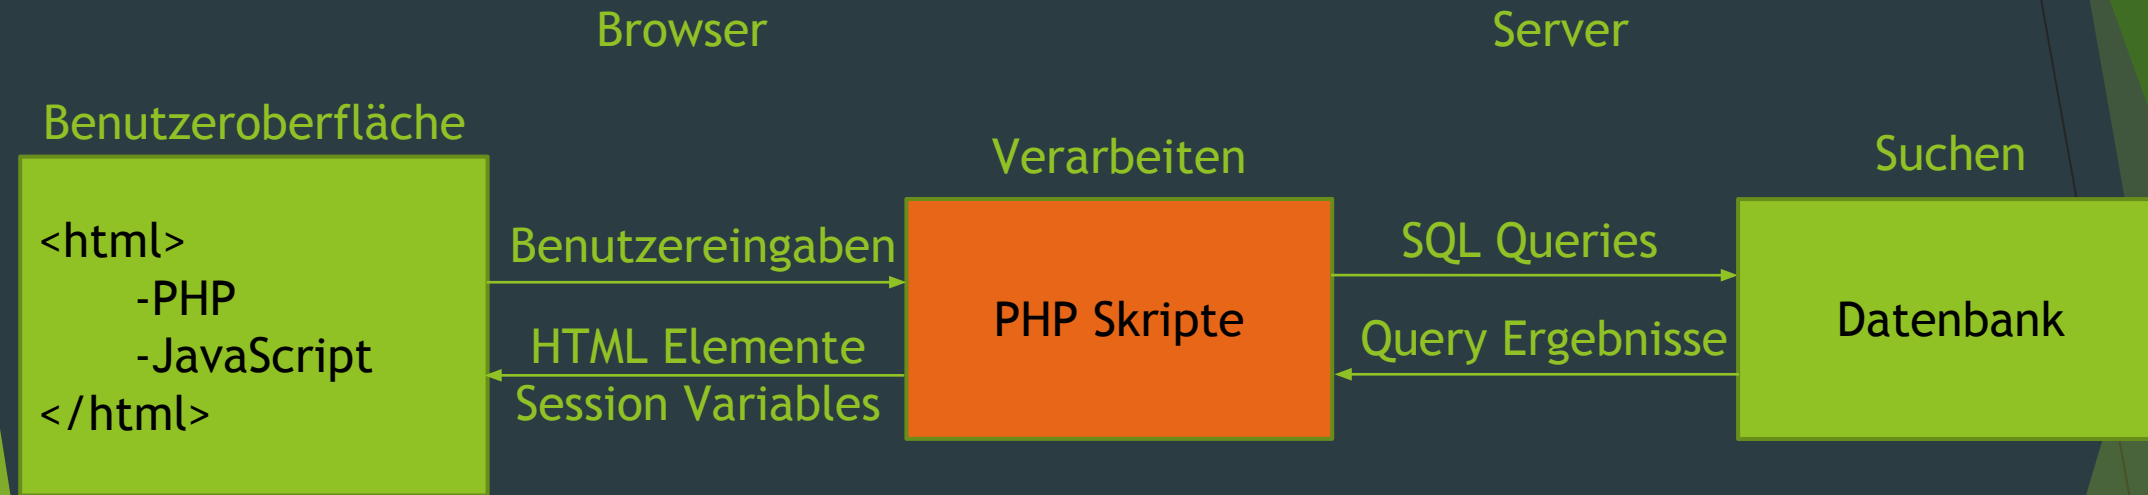 Browser
Server
Benutzeroberfläche
Verarbeiten
Suchen
<html>
-PHP
-JavaScript
</html>
Benutzereingaben
HTML Elemente
Session Variables
PHP Skripte
SQL Queries
Query Ergebnisse
Datenbank